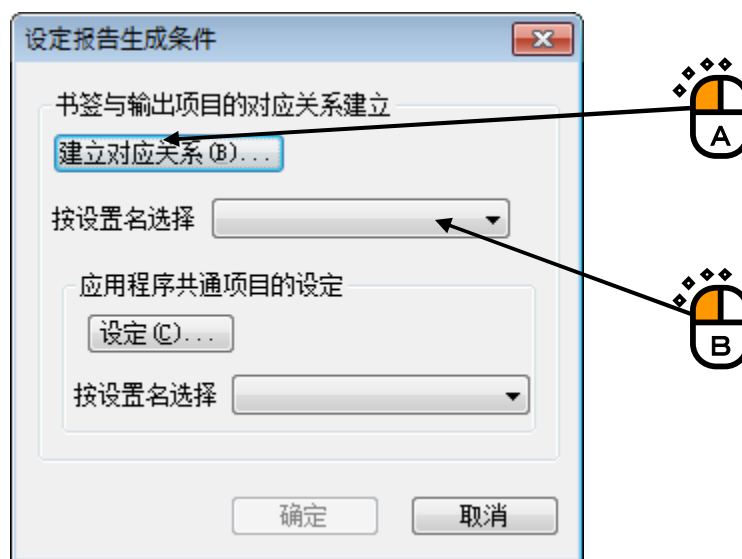 设定报告生成条件
书签与输出项目的对应关系建立
建立对应关系(B)...
A
按设置名选择
应用程序共通项目的设定
设定(C)...
B
按设置名选择
确定 取消